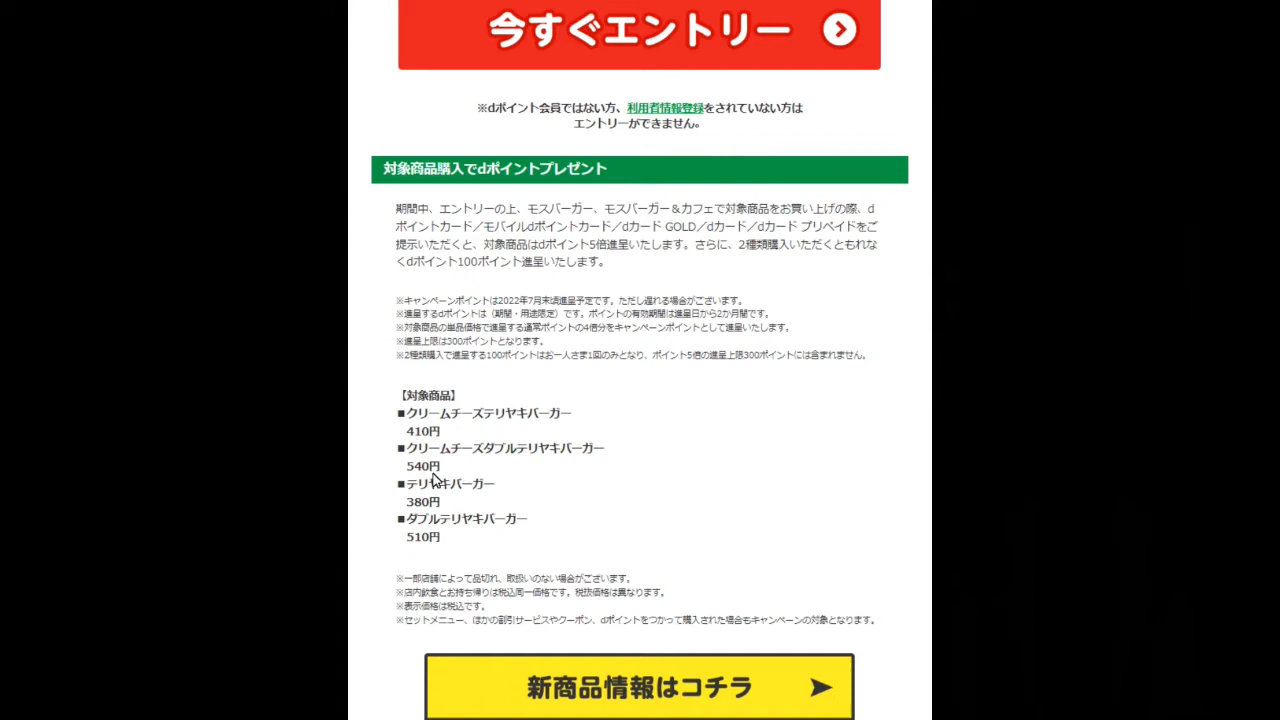 今すぐエントリー
※dポイント会員ではない方、利用者情報登録をされていない方は
エントリーができません。
対象商品購入でdポイントプレゼント
期間中、エントリーの上、モスバーガー、モスバーガー＆カフェで対象商品をお買い上げの際、d
ポイントカード／モバイルdポイントカード／dカード GOLD／dカード／dカード プリペイドをご
提示いただくと、対象商品はdポイント5倍進呈いたします。さらに、2種類購入いただくともれな
くdポイント100ポイント進呈いたします。
※キャンペーンポイントは2022年7月末頃進呈予定です。ただし遅れる場合がございます。
※進呈するdポイントは（期間・用途限定）です。ポイントの有効期間は進呈日から2か月間です。
※対象商品の単品価格で進呈する通常ポイントの4倍分をキャンペーンポイントとして進呈いたします。
※進呈上限は300ポイントとなります。
※2種類購入で進呈する100ポイントはお一人さま1回のみとなり、ポイント5倍の進呈上限300ポイントには含まれません。
【対象商品】
■クリームチーズテリヤキバーガー
410円
■クリームチーズダブルテリヤキバーガー
540円
■テリヤキバーガー
380円
■ダブルテリヤキバーガー
510円
※一部店舗によって品切れ、取扱いのない場合がございます。
※店内飲食とお持ち帰りは税込同一価格です。税抜価格は異なります。
※表示価格は税込です。
※セットメニュー、ほかの割引サービスやクーポン、dポイントをつかって購入された場合もキャンペーンの対象となります。
新商品情報はコチラ